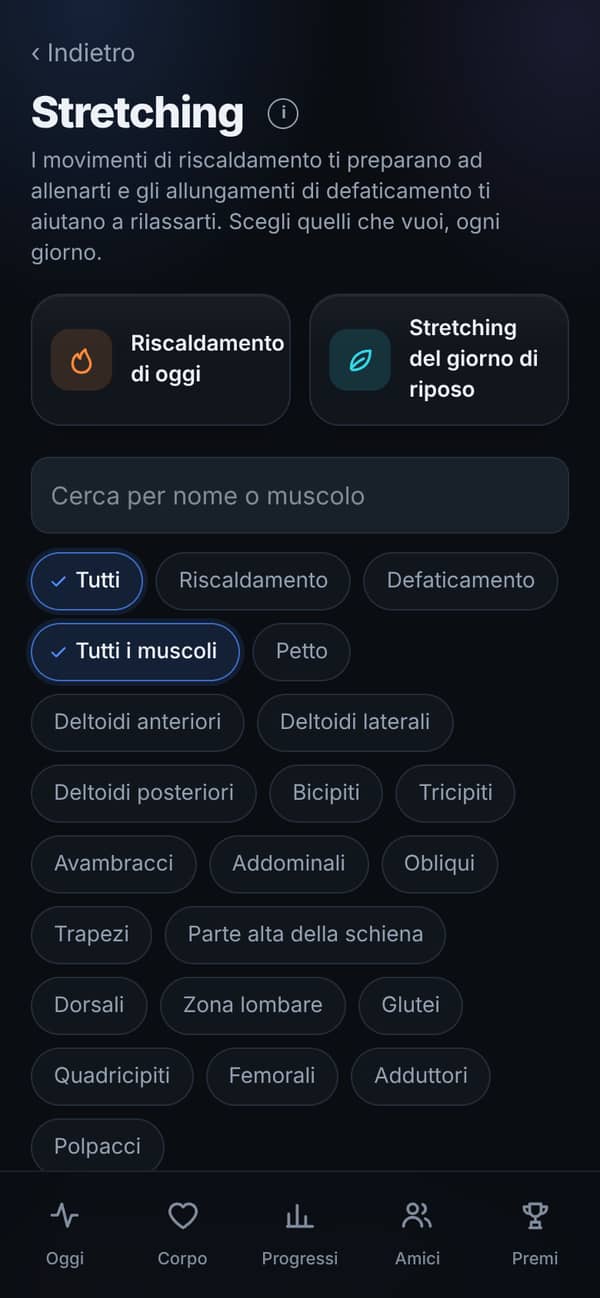 ‹ Indietro
Stretching i
I movimenti di riscaldamento ti preparano ad
allenarti e gli allungamenti di defaticamento ti
aiutano a rilassarti. Scegli quelli che vuoi, ogni
giorno.
Riscaldamento
di oggi
Stretching
del giorno di
riposo
Cerca per nome o muscolo
Tutti Riscaldamento Defaticamento
Tutti i muscoli Petto
Deltoidi anteriori Deltoidi laterali
Deltoidi posteriori Bicipiti Tricipiti
Avambracci Addominali Obliqui
Trapezi Parte alta della schiena
Dorsali Zona lombare Glutei
Quadricipiti Femorali Adduttori
Polpacci
Oggi Corpo Progressi Amici Premi